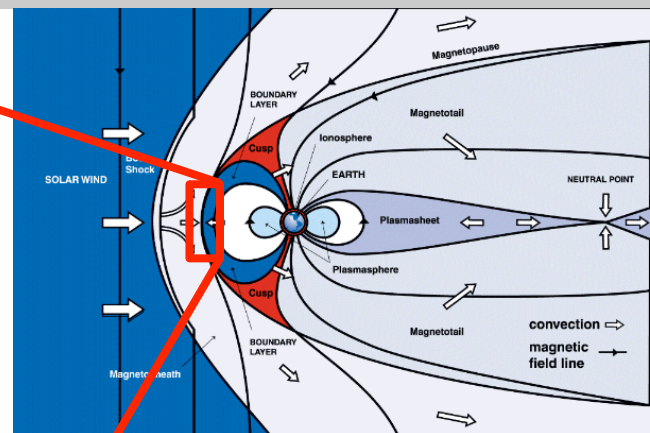 Magnetopause
BOUNDARY
LAYER
Magnetotail
Ionosphere
Cusp
EARTH
Shock
SOLAR WIND
NEUTRAL POINT
Plasmasheet
Plasmasphere
Cusp
Magnetotail
BOUNDARY
LAYER
convection
magnetic
field line